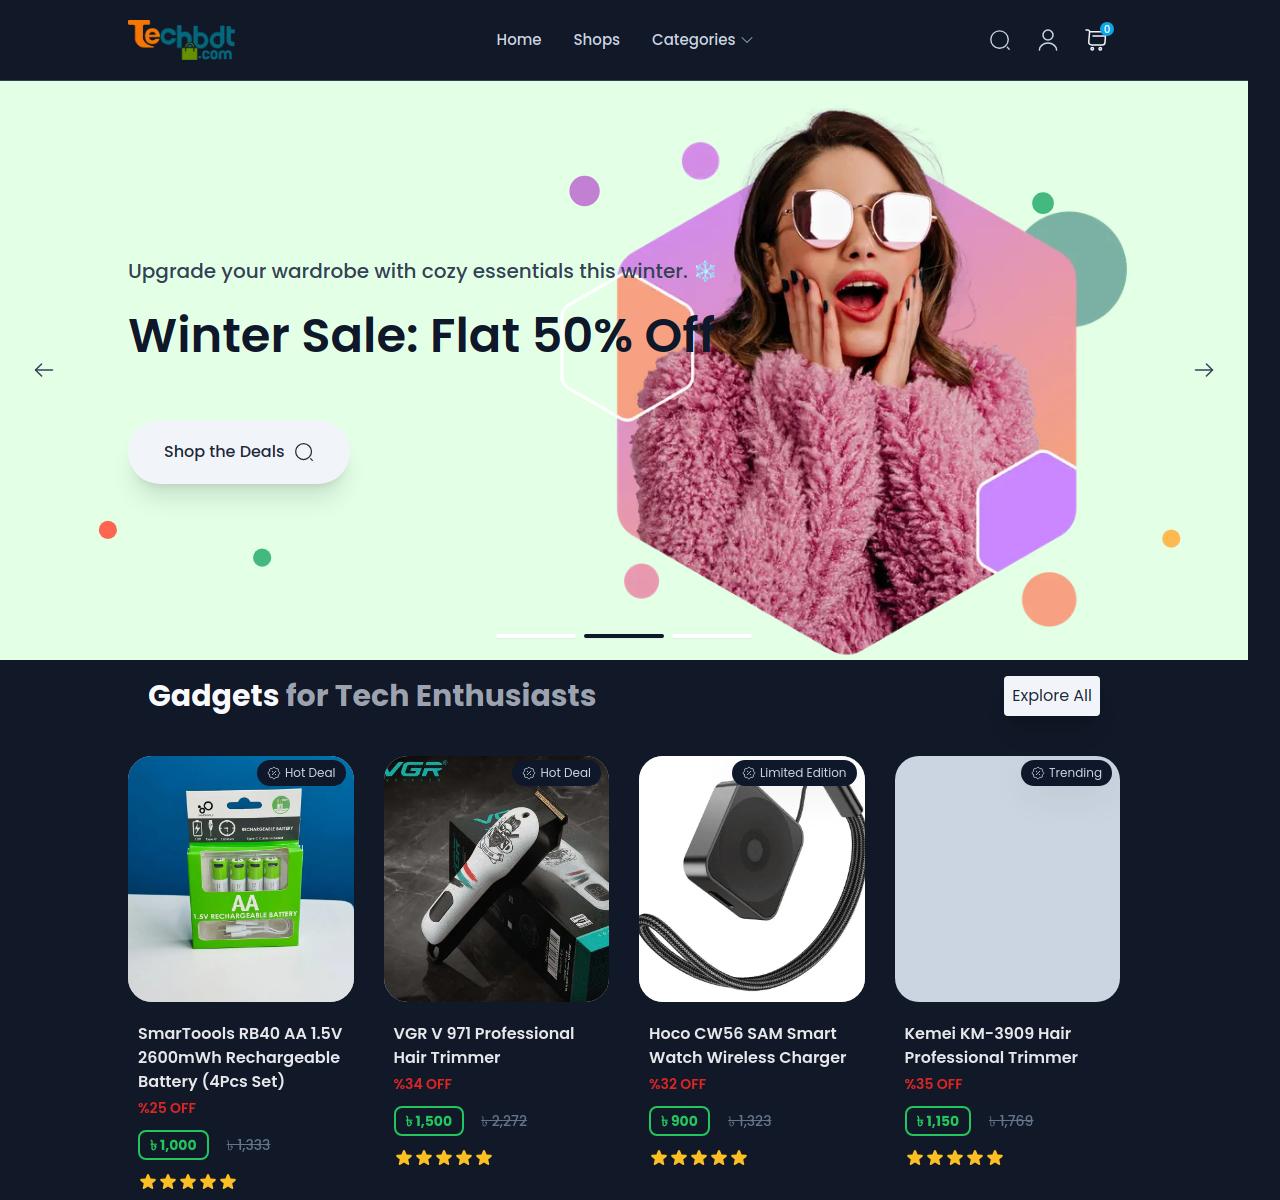 Techbdt
.com
Home
Shops
Categories
0
Upgrade your wardrobe with cozy essentials this winter. ❄️
Winter Sale: Flat 50% Off
Shop the Deals
Gadgets for Tech Enthusiasts
Explore All
Hot Deal
RECHARGEABLE BATTERY
AA
1.5V RECHARGEABLE BATTERY
VGR
Hot Deal
VGR
Limited Edition
Trending
SmarToools RB40 AA 1.5V
2600mWh Rechargeable
Battery (4Pcs Set)
%25 OFF
৳ 1,000 ৳ 1,333
VGR V 971 Professional
Hair Trimmer
%34 OFF
৳ 1,500 ৳ 2,272
Hoco CW56 SAM Smart
Watch Wireless Charger
%32 OFF
৳ 900 ৳ 1,323
Kemei KM-3909 Hair
Professional Trimmer
%35 OFF
৳ 1,150 ৳ 1,769